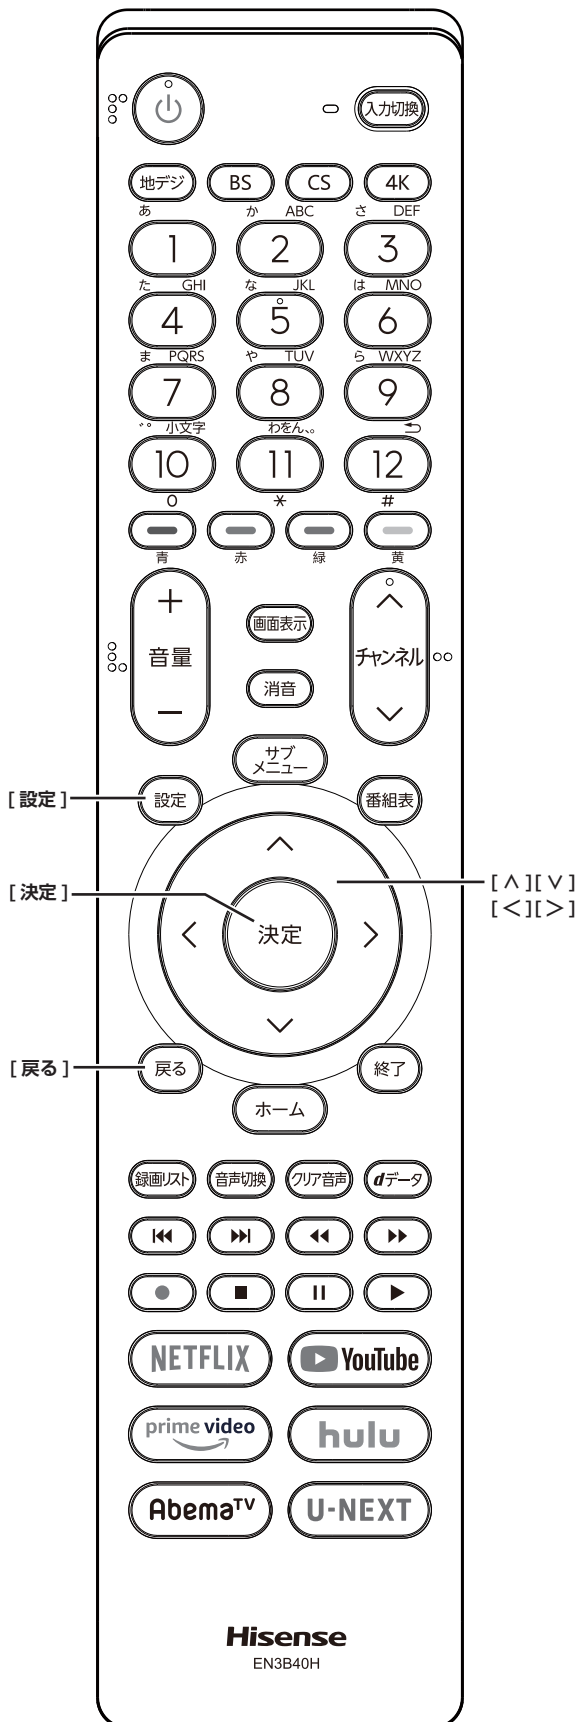 入力切換
地デジ BS CS 4K
あ か ABC さ DEF
1 2 3
た GHI な JKL は MNO
4 5 6
ま PQRS や TUV ら WXYZ
7 8 9
゛゜ 小文字 わをん、。
10 11 12
0 * #
青 赤 緑 黄
+ 画面表示
音量 チャンネル
− 消音
サブ
メニュー
[設定] 設定 番組表
[∧][∨]
[決定] [<][>]
決定
[戻る] 戻る 終了
ホーム
録画リスト 音声切換 クリア音声 dデータ
NETFLIX YouTube
prime video hulu
AbemaTV U-NEXT
Hisense
EN3B40H